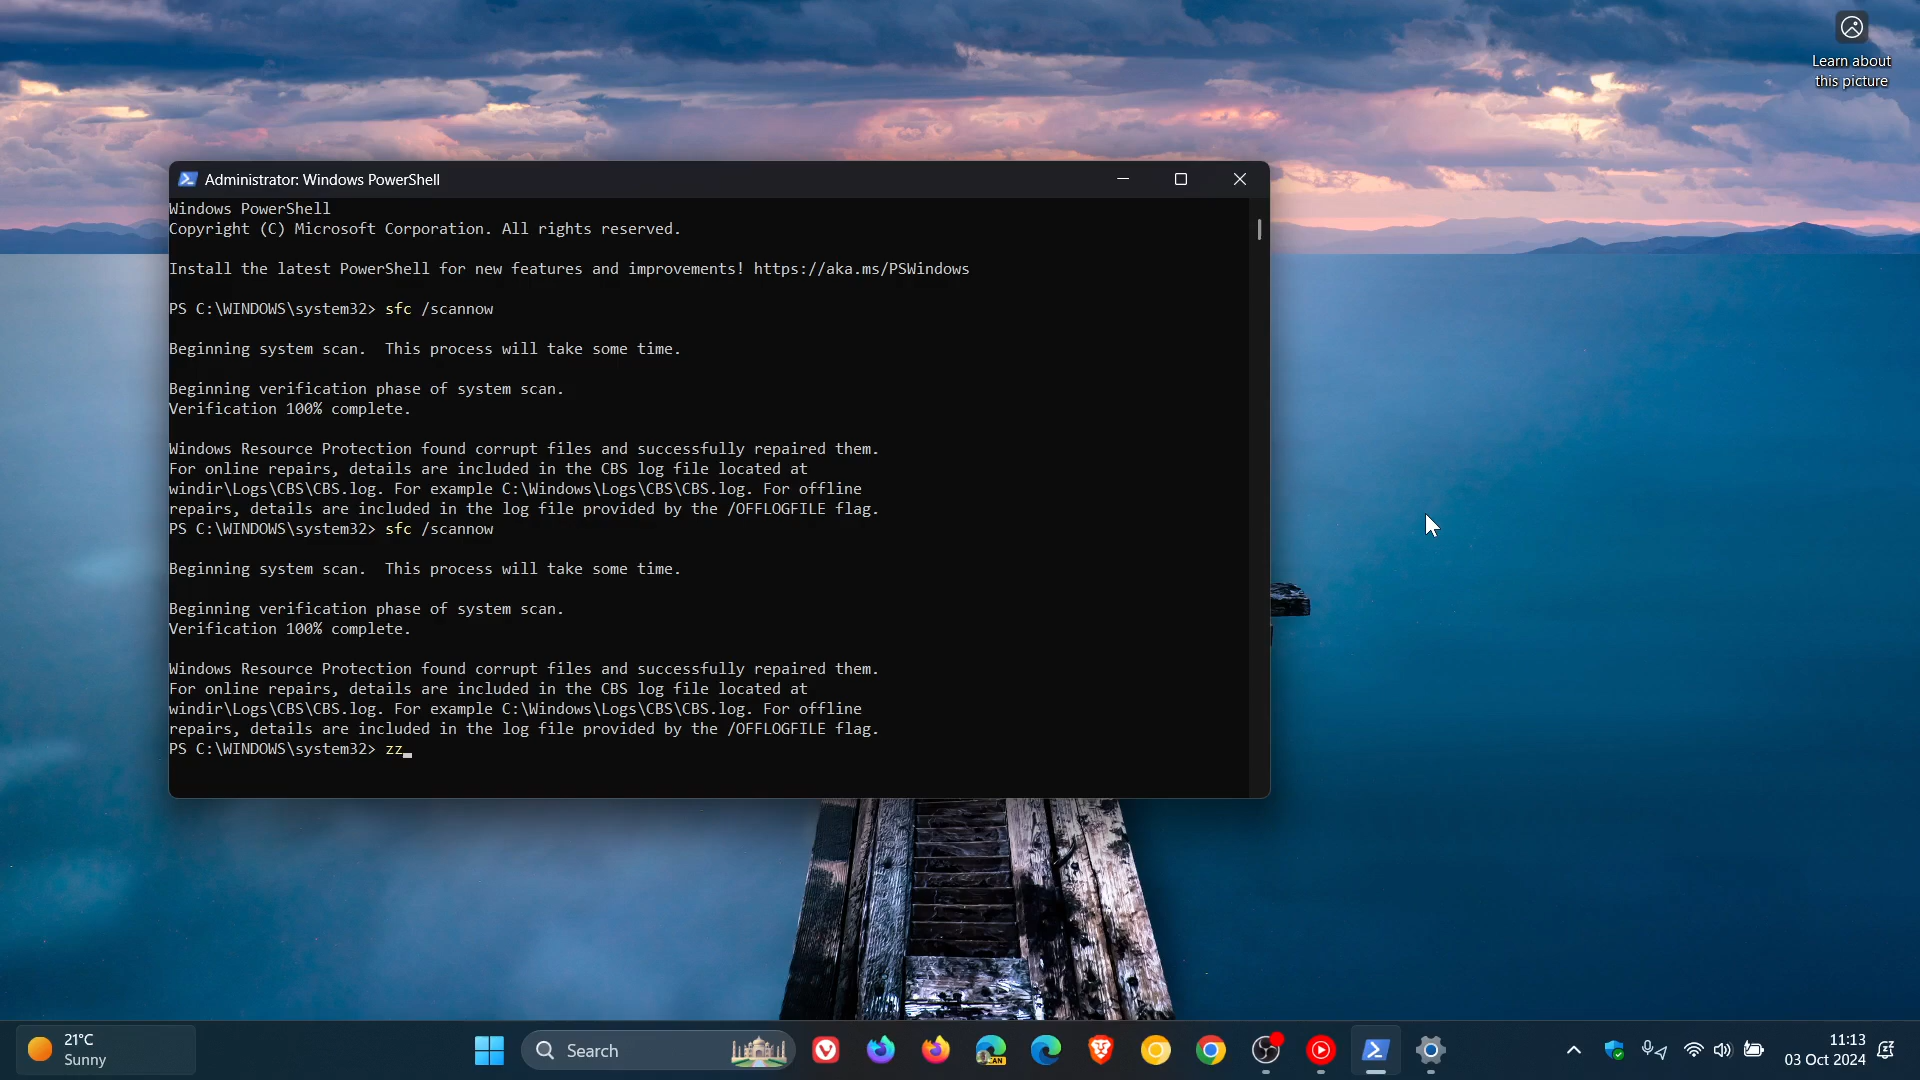 Learn about
this picture
Administrator: Windows PowerShell
Windows PowerShell
Copyright (C) Microsoft Corporation. All rights reserved.
Install the latest PowerShell for new features and improvements! https://aka.ms/PSWindows
PS C:\WINDOWS\system32> sfc /scannow
Beginning system scan.  This process will take some time.
Beginning verification phase of system scan.
Verification 100% complete.
Windows Resource Protection found corrupt files and successfully repaired them.
For online repairs, details are included in the CBS log file located at
windir\Logs\CBS\CBS.log. For example C:\Windows\Logs\CBS\CBS.log. For offline
repairs, details are included in the log file provided by the /OFFLOGFILE flag.
PS C:\WINDOWS\system32> sfc /scannow
Beginning system scan.  This process will take some time.
Beginning verification phase of system scan.
Verification 100% complete.
Windows Resource Protection found corrupt files and successfully repaired them.
For online repairs, details are included in the CBS log file located at
windir\Logs\CBS\CBS.log. For example C:\Windows\Logs\CBS\CBS.log. For offline
repairs, details are included in the log file provided by the /OFFLOGFILE flag.
PS C:\WINDOWS\system32> zz
21°C
Sunny
Search
CAN
11:13
03 Oct 2024